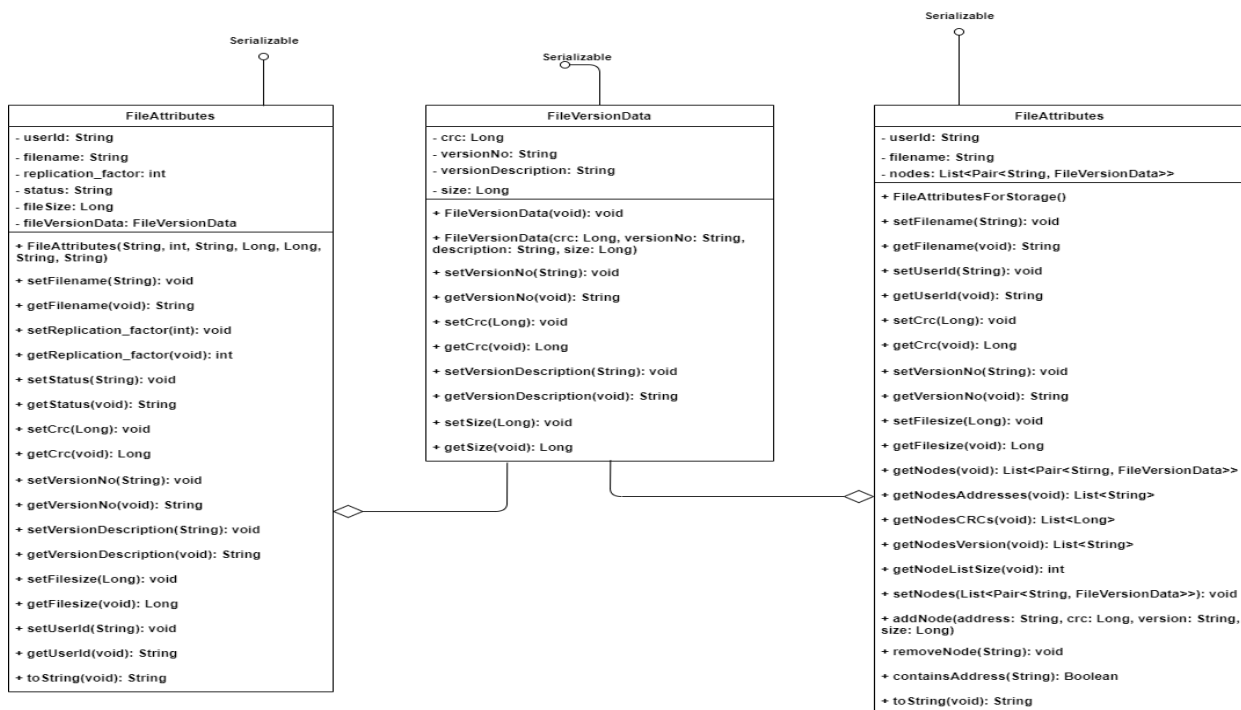 Serializable
FileAttributes
- userId: String
- filename: String
- replication_factor: int
- status: String
- fileSize: Long
- fileVersionData: FileVersionData
+ FileAttributes(String, int, String, Long, Long,
String, String)
+ setFilename(String): void
+ getFilename(void): String
+ setReplication_factor(int): void
+ getReplication_factor(void): int
+ setStatus(String): void
+ getStatus(void): String
+ setCrc(Long): void
+ getCrc(void): Long
+ setVersionNo(String): void
+ getVersionNo(void): String
+ setVersionDescription(String): void
+ getVersionDescription(void): String
+ setFilesize(Long): void
+ getFilesize(void): Long
+ setUserId(String): void
+ getUserId(void): String
+ toString(void): String
Serializable
FileVersionData
- crc: Long
- versionNo: String
- versionDescription: String
- size: Long
+ FileVersionData(void): void
+ FileVersionData(crc: Long, versionNo: String,
description: String, size: Long)
+ setVersionNo(String): void
+ getVersionNo(void): String
+ setCrc(Long): void
+ getCrc(void): Long
+ setVersionDescription(String): void
+ getVersionDescription(void): String
+ setSize(Long): void
+ getSize(void): Long
Serializable
FileAttributes
- userId: String
- filename: String
- nodes: List<Pair<String, FileVersionData>>
+ FileAttributesForStorage()
+ setFilename(String): void
+ getFilename(void): String
+ setUserId(String): void
+ getUserId(void): String
+ setCrc(Long): void
+ getCrc(void): Long
+ setVersionNo(String): void
+ getVersionNo(void): String
+ setFilesize(Long): void
+ getFilesize(void): Long
+ getNodes(void): List<Pair<Stirng, FileVersionData>>
+ getNodesAddresses(void): List<String>
+ getNodesCRCs(void): List<Long>
+ getNodesVersion(void): List<String>
+ getNodeListSize(void): int
+ setNodes(List<Pair<String, FileVersionData>>): void
+ addNode(address: String, crc: Long, version: String,
size: Long)
+ removeNode(String): void
+ containsAddress(String): Boolean
+ toString(void): String